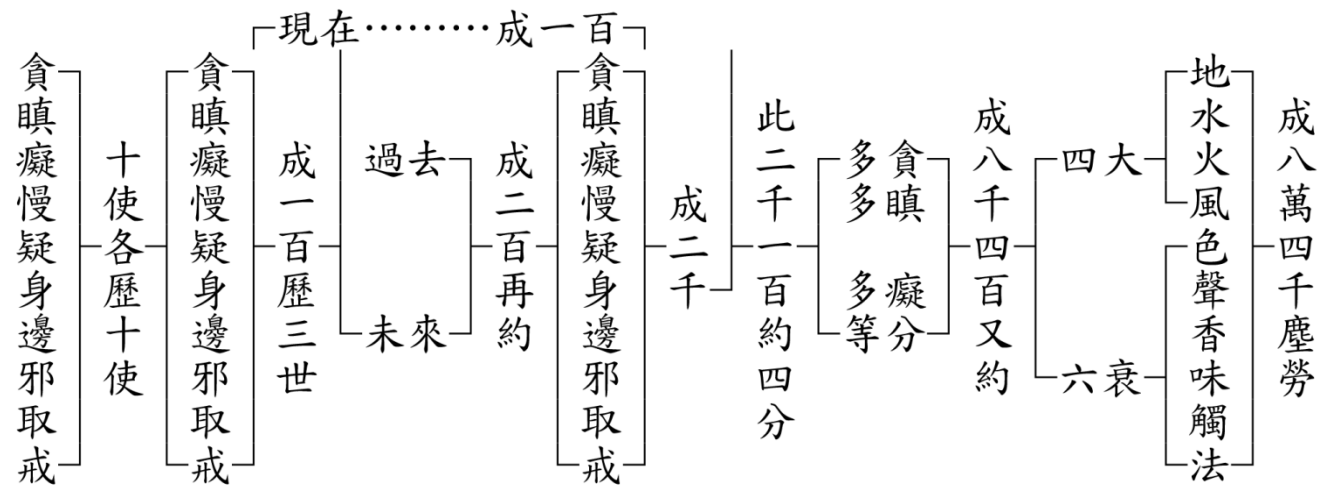 現在………成一百
貪瞋癡慢疑身邊邪取戒
十使各歷十使
貪瞋癡慢疑身邊邪取戒
成一百歷三世
過去
未來
成二百再約
貪瞋癡慢疑身邊邪取戒
成二千
此二千一百約四分
多貪
多瞋
多癡
等分
成八千四百又約
四大
六衰
地水火風色聲香味觸法
成八萬四千塵勞